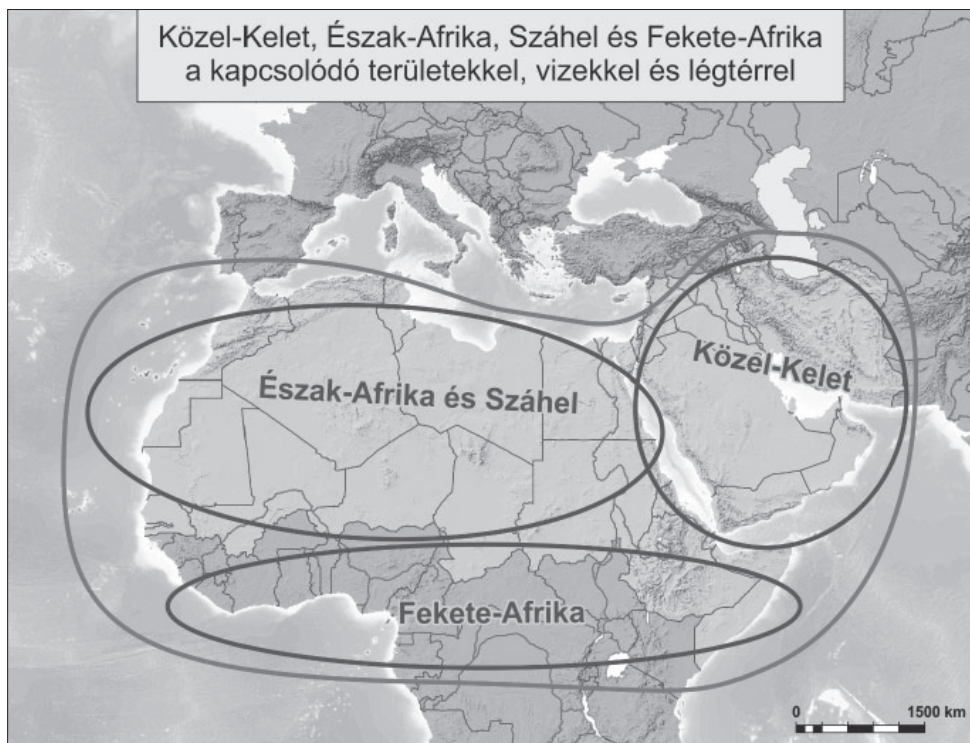 Közel-Kelet, Észak-Afrika, Száhel és Fekete-Afrika
a kapcsolódó területekkel, vizekkel és légtérrel
Közel-Kelet
Észak-Afrika és Száhel
Fekete-Afrika
0 1500 km